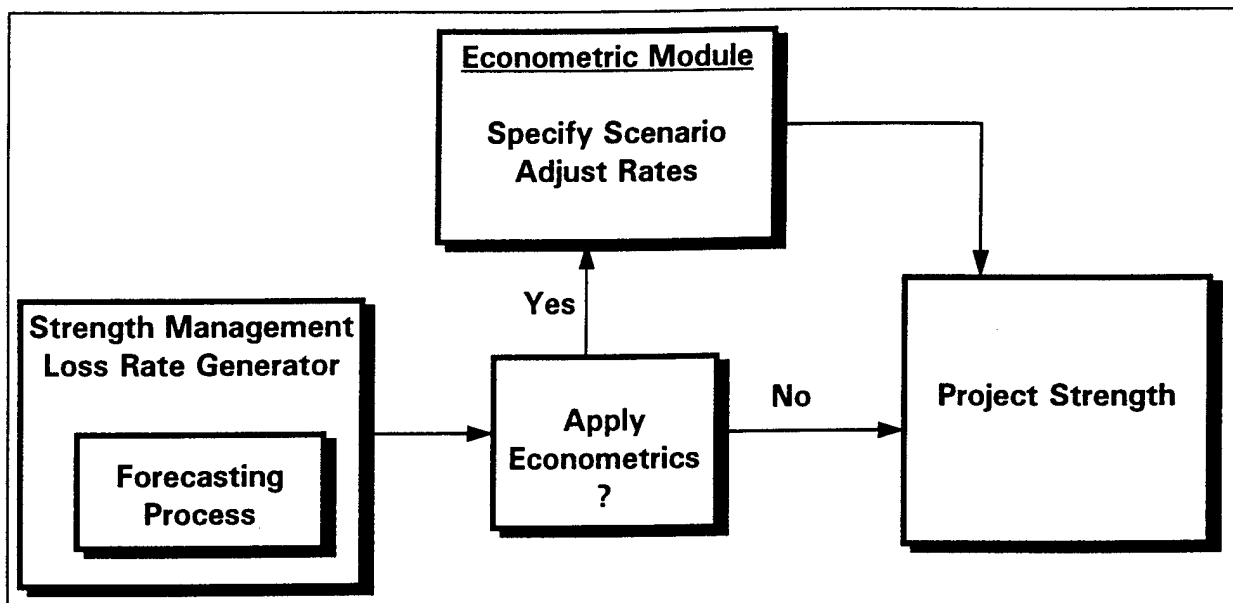 Econometric Module
Specify Scenario
Adjust Rates
Yes
Strength Management
Loss Rate Generator
Forecasting
Process
Apply
Econometrics
?
No
Project Strength